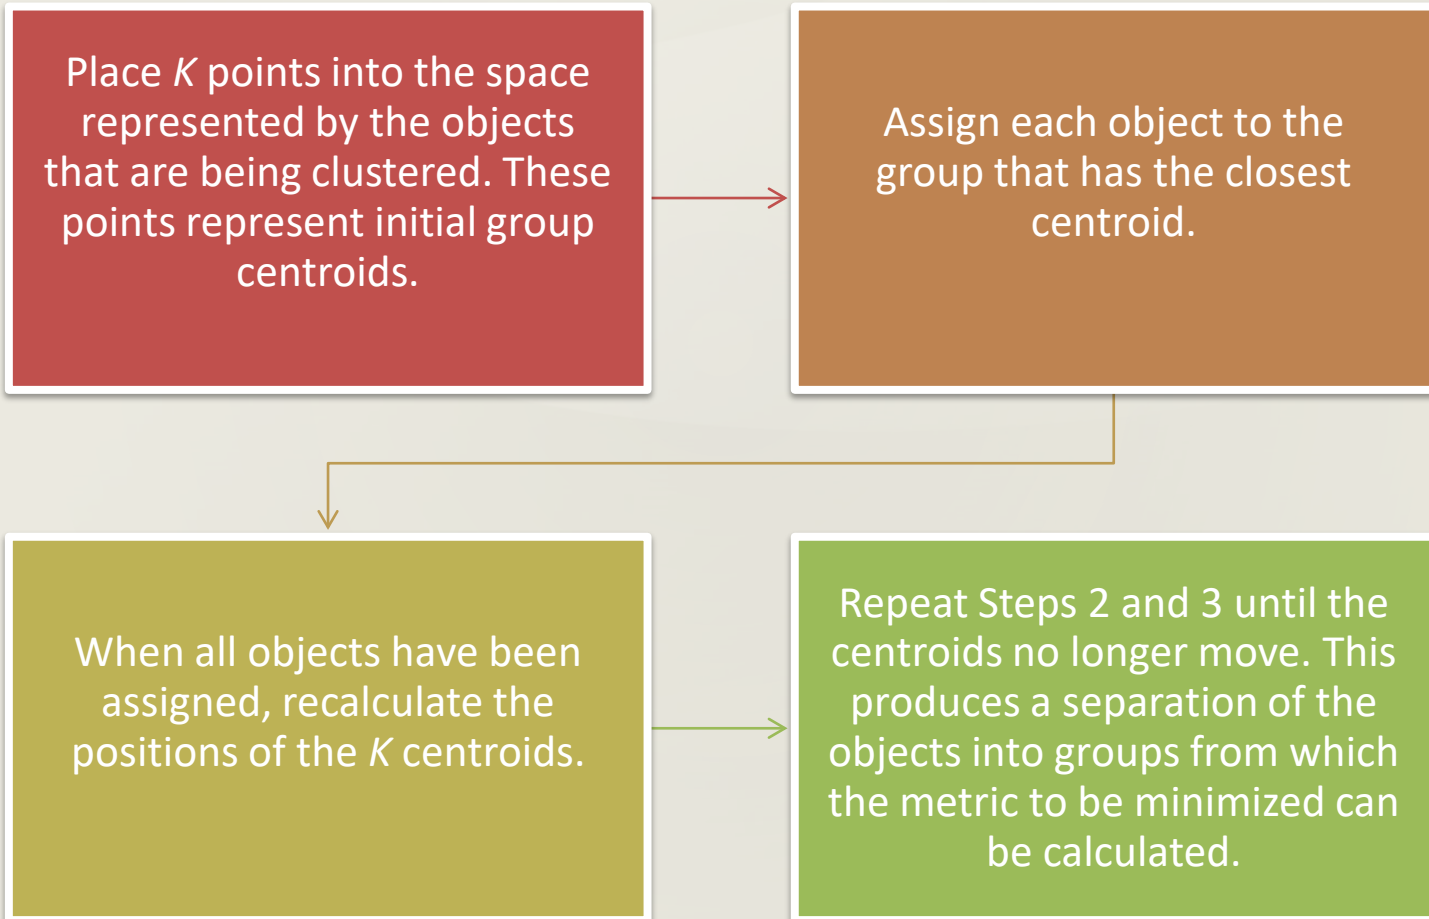 Place K points into the space
represented by the objects
that are being clustered. These
points represent initial group
centroids.
Assign each object to the
group that has the closest
centroid.
When all objects have been
assigned, recalculate the
positions of the K centroids.
Repeat Steps 2 and 3 until the
centroids no longer move. This
produces a separation of the
objects into groups from which
the metric to be minimized can
be calculated.